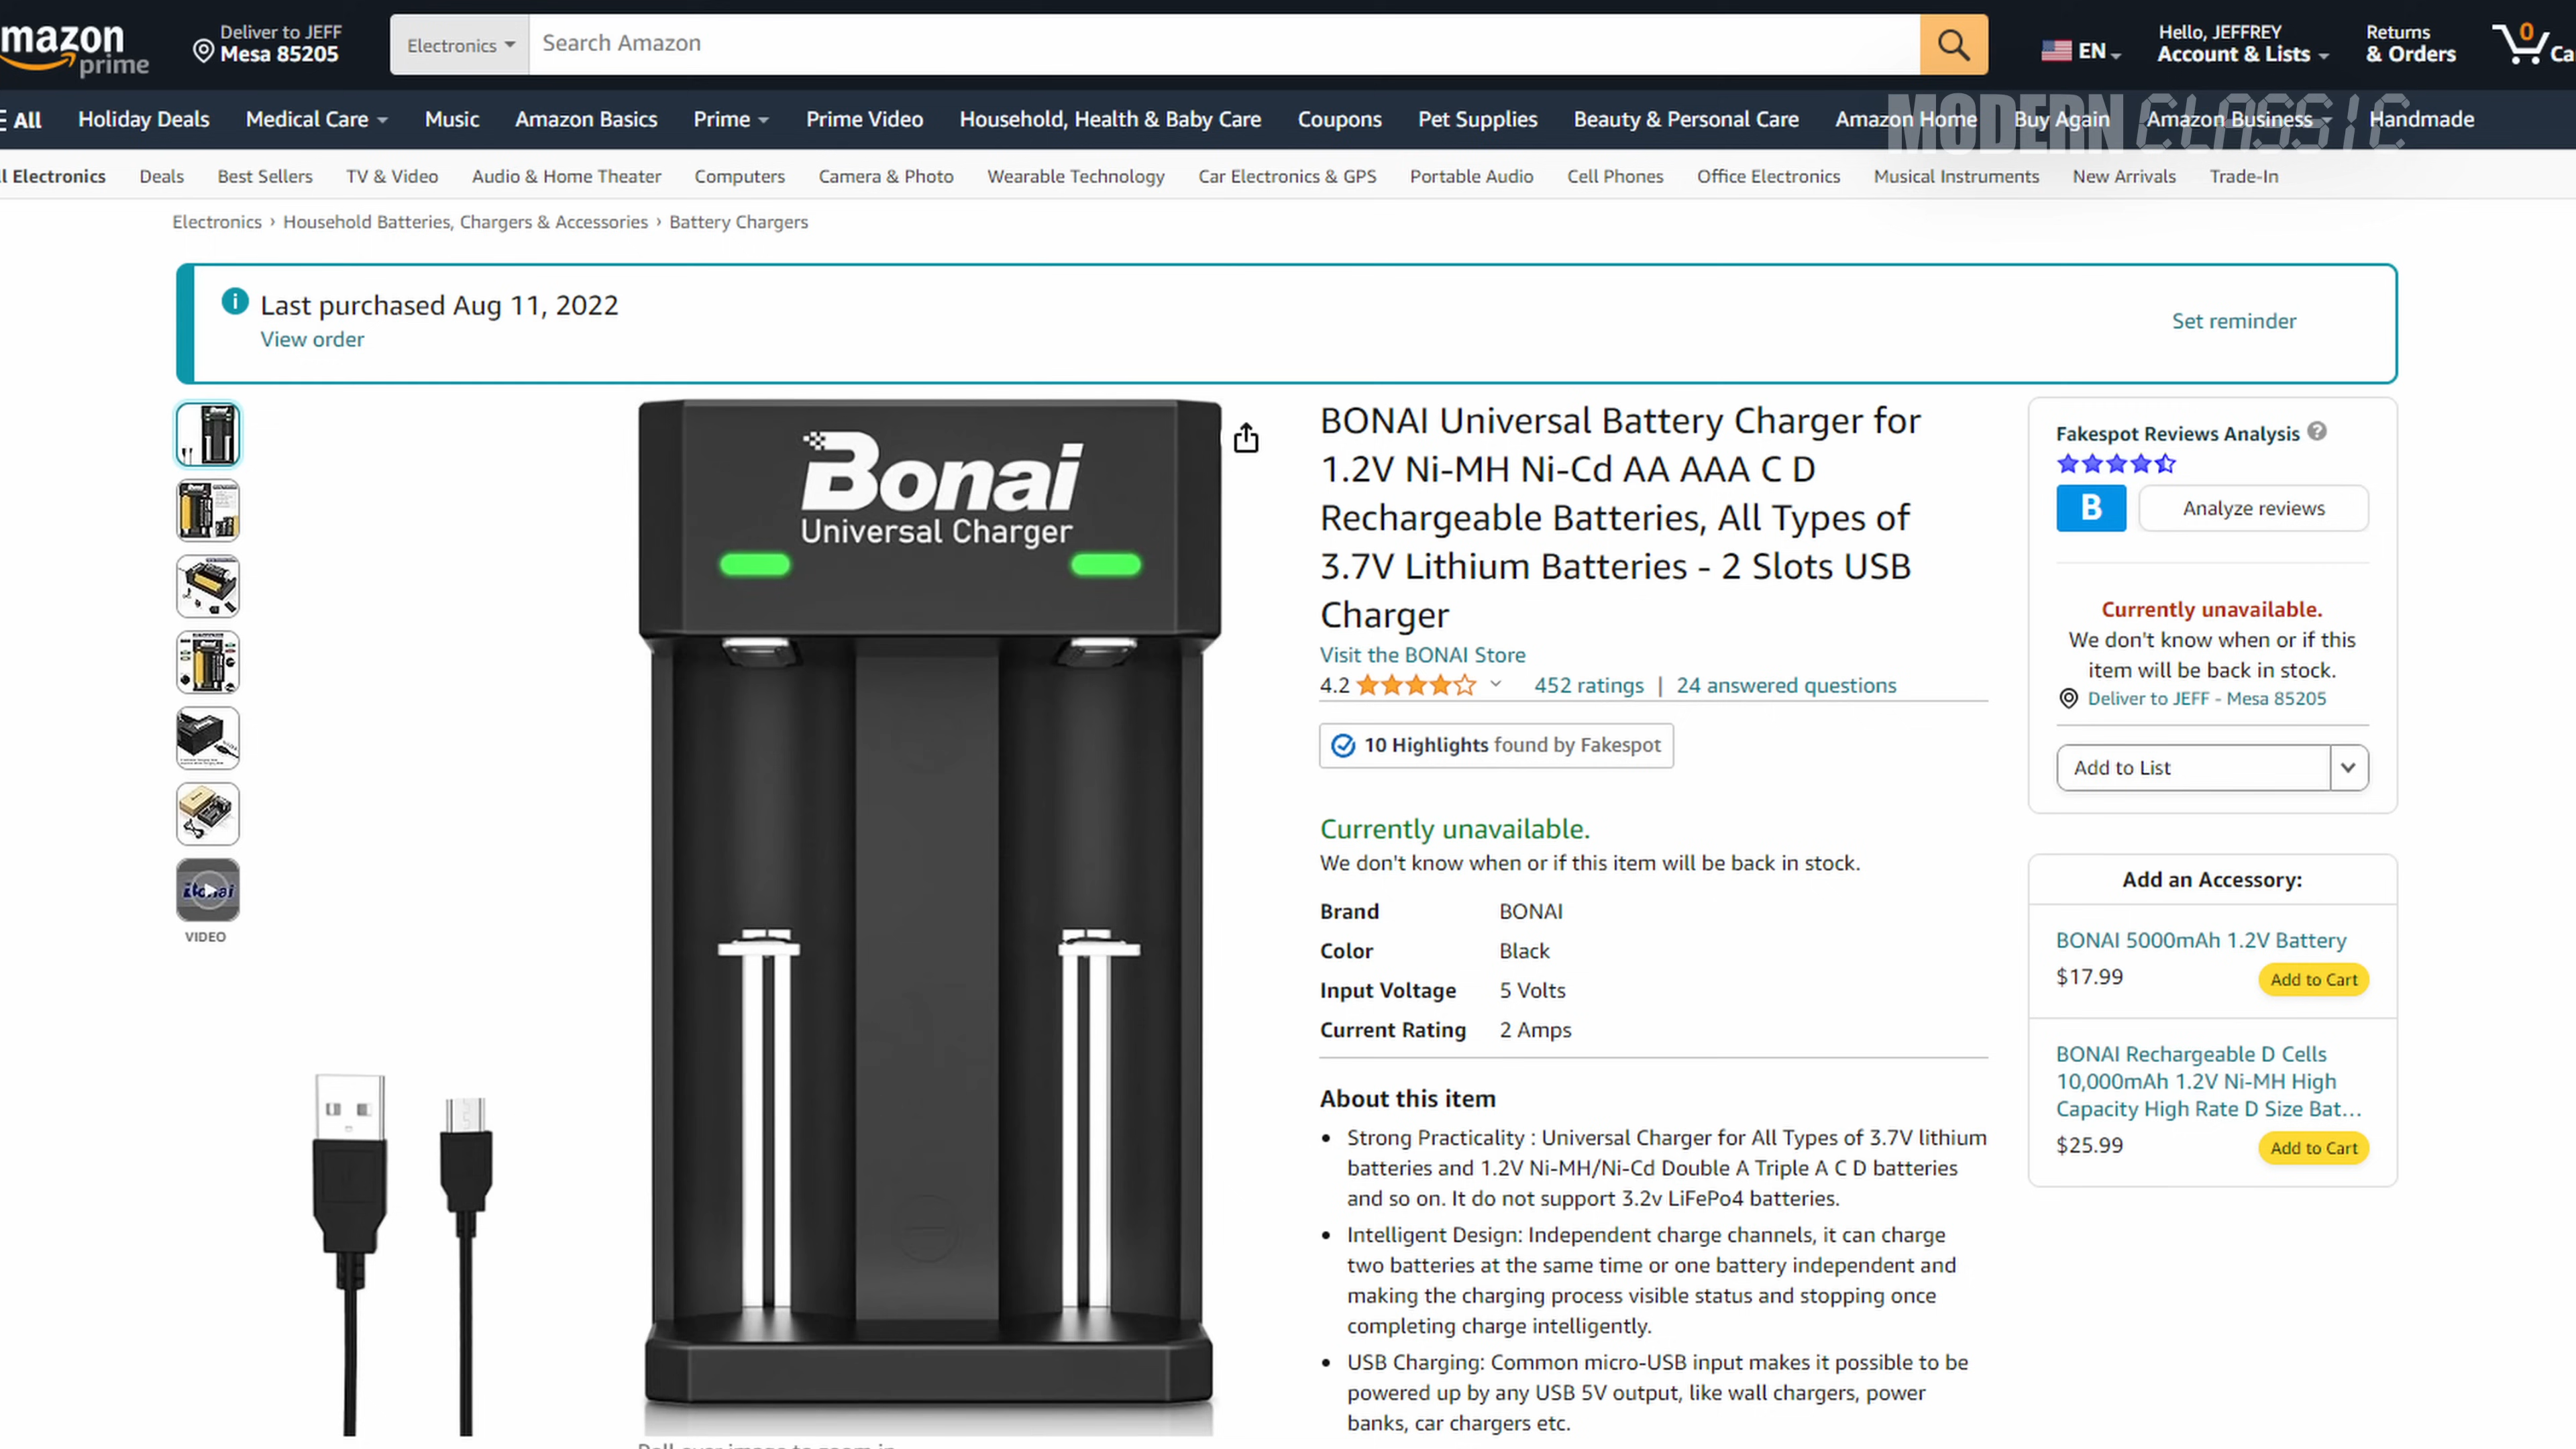 mazon
prime
Deliver to JEFF
Mesa 85205
Electronics
Search Amazon
EN
Hello, JEFFREY
Account & Lists
Returns
& Orders
0
Ca
All
Holiday Deals
Medical Care
Music
Amazon Basics
Prime
Prime Video
Household, Health & Baby Care
Coupons
Pet Supplies
Beauty & Personal Care
Amazon Home
Buy Again
Amazon Business
Handmade
MODERN CLASSIC
ll Electronics
Deals
Best Sellers
TV & Video
Audio & Home Theater
Computers
Camera & Photo
Wearable Technology
Car Electronics & GPS
Portable Audio
Cell Phones
Office Electronics
Musical Instruments
New Arrivals
Trade-In
Electronics › Household Batteries, Chargers & Accessories › Battery Chargers
Last purchased Aug 11, 2022
View order
Set reminder
VIDEO
Bonai
Universal Charger
BONAI Universal Battery Charger for
1.2V Ni-MH Ni-Cd AA AAA C D
Rechargeable Batteries, All Types of
3.7V Lithium Batteries - 2 Slots USB
Charger
Visit the BONAI Store
4.2
452 ratings | 24 answered questions
10 Highlights found by Fakespot
Currently unavailable.
We don't know when or if this item will be back in stock.
Brand BONAI
Color Black
Input Voltage 5 Volts
Current Rating 2 Amps
About this item
• Strong Practicality : Universal Charger for All Types of 3.7V lithium
batteries and 1.2V Ni-MH/Ni-Cd Double A Triple A C D batteries
and so on. It do not support 3.2v LiFePo4 batteries.
• Intelligent Design: Independent charge channels, it can charge
two batteries at the same time or one battery independent and
making the charging process visible status and stopping once
completing charge intelligently.
• USB Charging: Common micro-USB input makes it possible to be
powered up by any USB 5V output, like wall chargers, power
banks, car chargers etc.
Fakespot Reviews Analysis
B
Analyze reviews
Currently unavailable.
We don't know when or if this
item will be back in stock.
Deliver to JEFF - Mesa 85205
Add to List
Add an Accessory:
BONAI 5000mAh 1.2V Battery
$17.99
Add to Cart
BONAI Rechargeable D Cells
10,000mAh 1.2V Ni-MH High
Capacity High Rate D Size Bat...
$25.99
Add to Cart